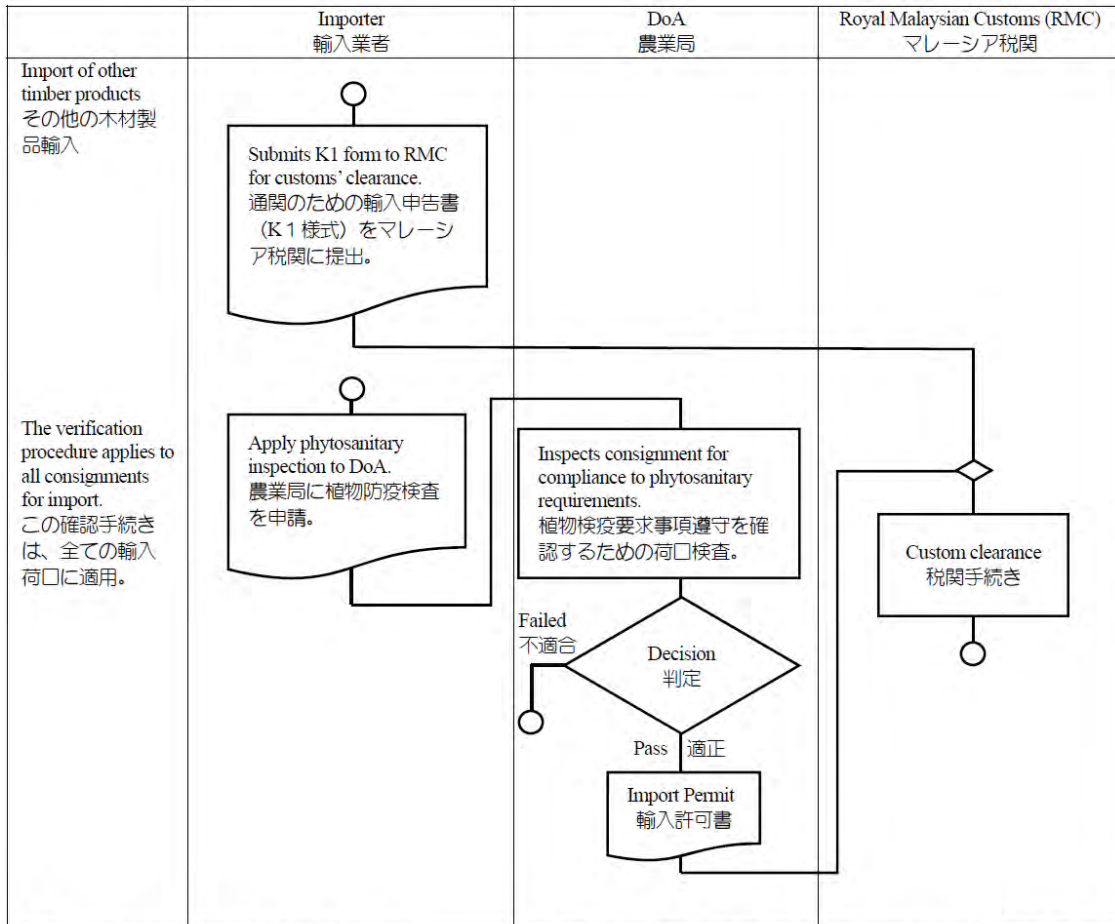 Importer
輸入業者
DoA
農業局
Royal Malaysian Customs (RMC)
マレーシア税関
Import of other
timber products
その他の木材製
品輸入
Submits K1 form to RMC
for customs’ clearance.
通関のための輸入申告書
（K１様式）をマレーシ
ア税関に提出。
The verification
procedure applies to
all consignments
for import.
この確認手続き
は、全ての輸入
荷口に適用。
Apply phytosanitary
inspection to DoA.
農業局に植物防疫検査
を申請。
Inspects consignment for
compliance to phytosanitary
requirements.
植物検疫要求事項遵守を確
認するための荷口検査。
Custom clearance
税関手続き
Failed
不適合
Decision
判定
Pass 適正
Import Permit
輸入許可書